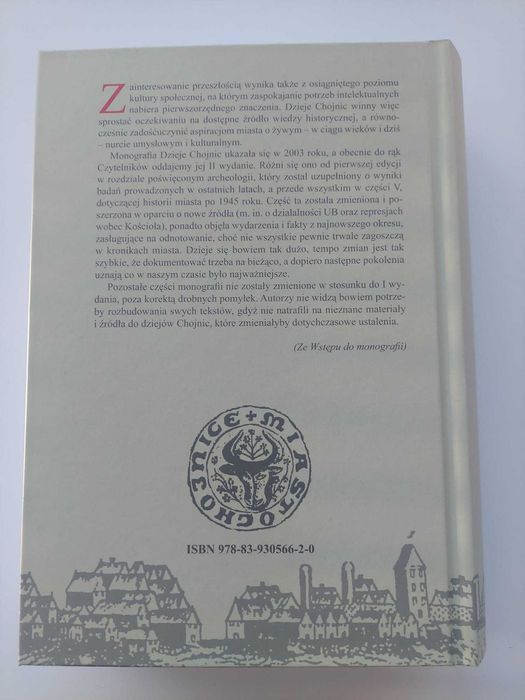 Zainteresowanie przeszłością wynika także z osiągniętego poziomu
kultury społecznej, na którym zaspokajanie potrzeb intelektualnych
nabiera pierwszorzędnego znaczenia. Dzieje Chojnic winny więc
sprostać oczekiwaniu na dostępne źródło wiedzy historycznej, a równo-
cześnie zadośćuczynić aspiracjom miasta o żywym – w ciągu wieków i dziś
– nurcie umysłowym i kulturalnym.
Monografia Dzieje Chojnic ukazała się w 2003 roku, a obecnie do rąk
Czytelników oddajemy jej II wydanie. Różni się ono od pierwszej edycji
w rozdziale poświęconym archeologii, który został uzupełniony o wyniki
badań prowadzonych w ostatnich latach, a przede wszystkim w części V,
dotyczącej historii miasta po 1945 roku. Część ta została zmieniona i po-
szerzona w oparciu o nowe źródła (m. in. o działalności UB oraz represjach
wobec Kościoła), ponadto objęła wydarzenia i fakty z najnowszego okresu,
zasługujące na odnotowanie, choć nie wszystkie pewnie trwale zagoszczą
w kronikach miasta. Dzieje się bowiem tak dużo, tempo zmian jest tak
szybkie, że dokumentować trzeba na bieżąco, a dopiero następne pokolenia
uznają co w naszym czasie było najważniejsze.
Pozostałe części monografii nie zostały zmienione w stosunku do I wy-
dania, poza korektą drobnych pomyłek. Autorzy nie widzą bowiem potrze-
by rozbudowania swych tekstów, gdyż nie natrafili na nieznane materiały
i źródła do dziejów Chojnic, które zmieniałyby dotychczasowe ustalenia.
(Ze Wstępu do monografii)
MIASTO CHOJNICE
ISBN 978-83-930566-2-0